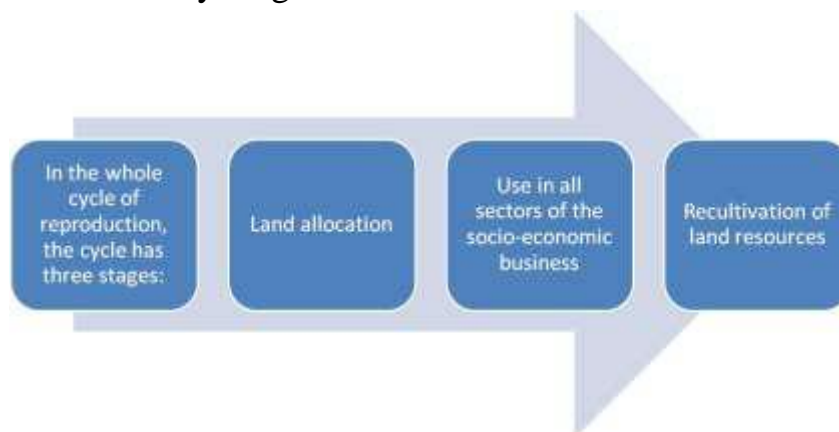 In the whole
cycle of
reproduction,
the cycle has
three stages:
Land allocation
Use in all
sectors of the
socio-economic
business
Recultivation of
land resources